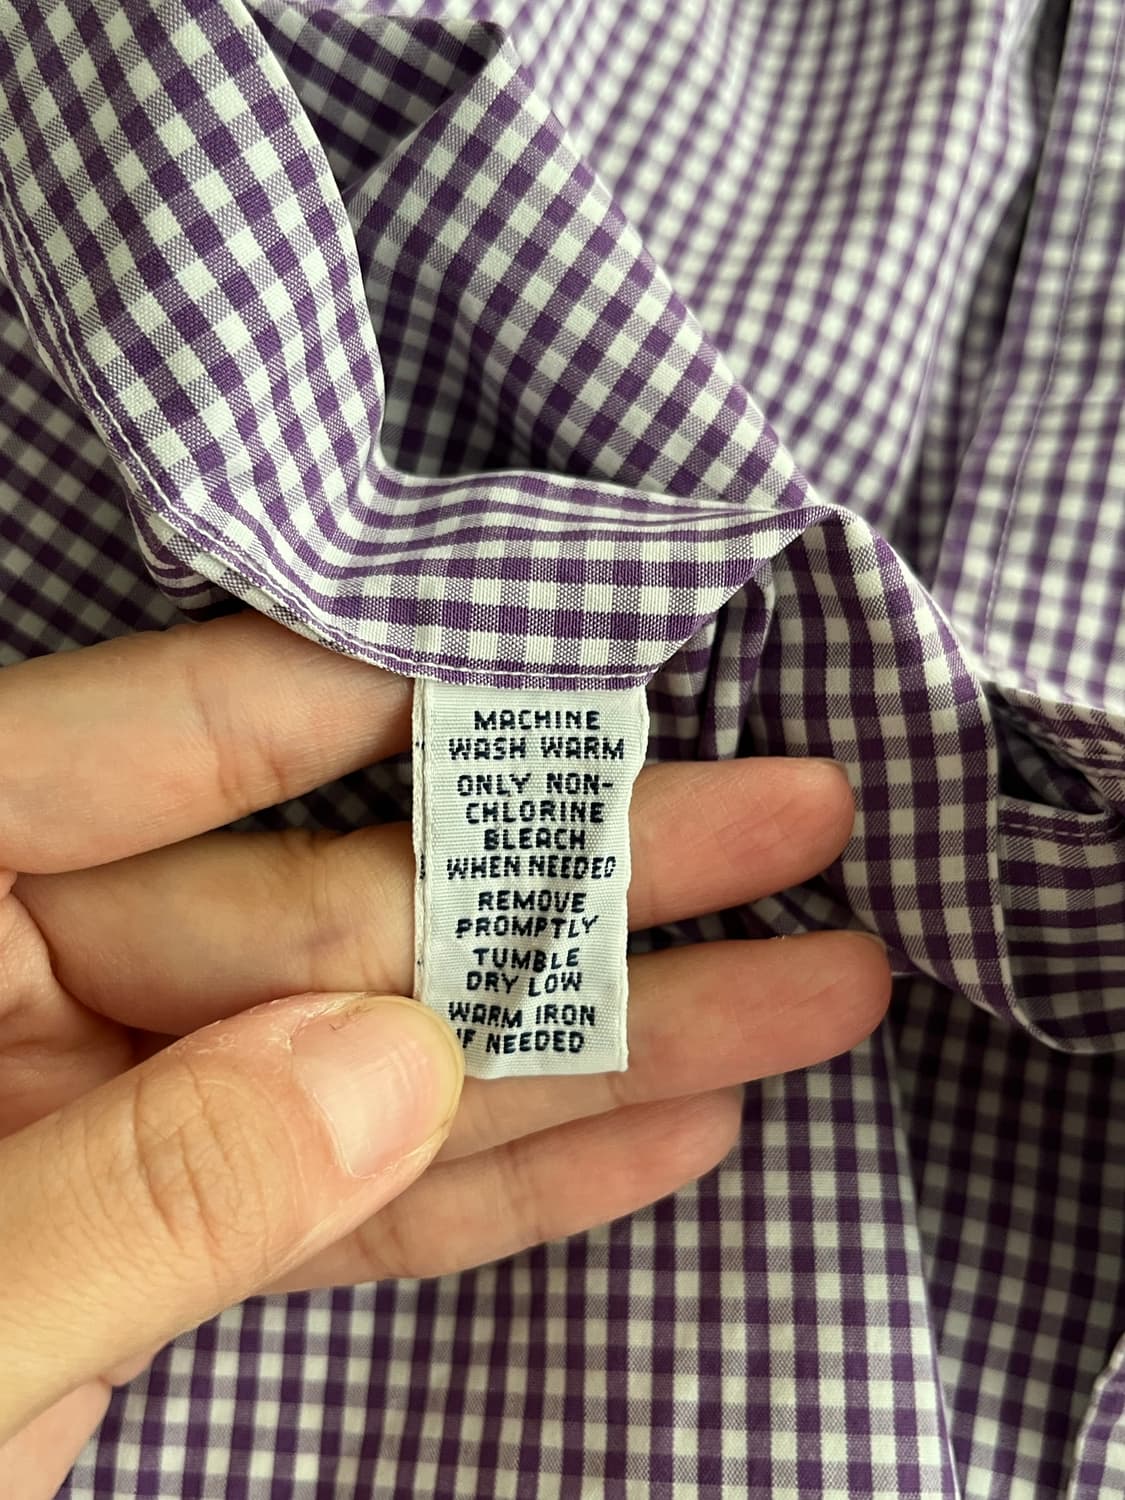 MACHINE
WASH WARM
ONLY NON-
CHLORINE
BLEACH
WHEN NEEDED
REMOVE
PROMPTLY
TUMBLE
DRY LOW
WARM IRON
IF NEEDED